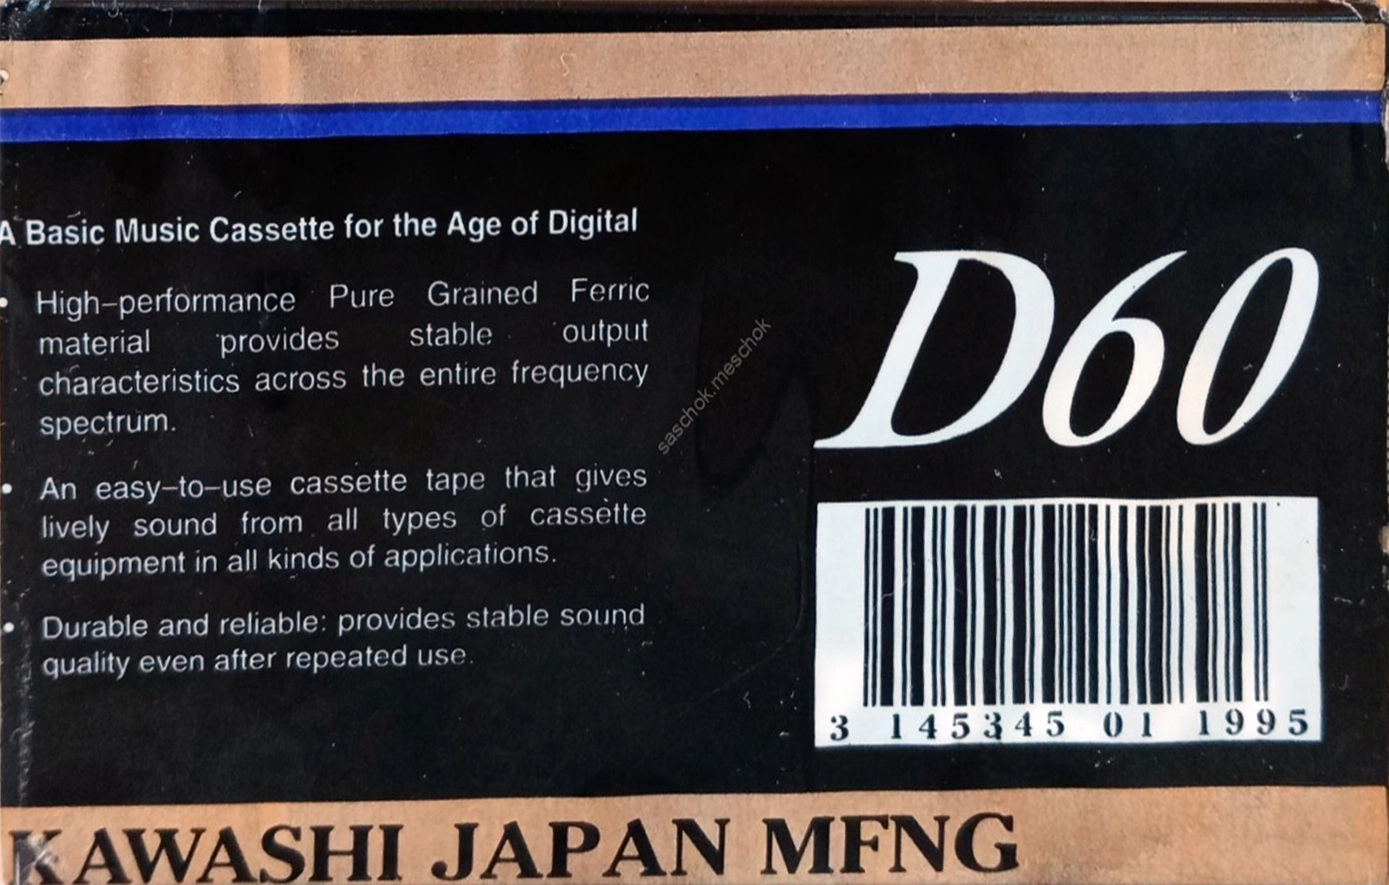 A Basic Music Cassette for the Age of Digital
• High-performance Pure Grained Ferric
material provides stable output
characteristics across the entire frequency
spectrum.
• An easy-to-use cassette tape that gives
lively sound from all types of cassette
equipment in all kinds of applications.
• Durable and reliable: provides stable sound
quality even after repeated use.
saschok.meschok
D60
3 145345 01 1995
KAWASHI JAPAN MFNG